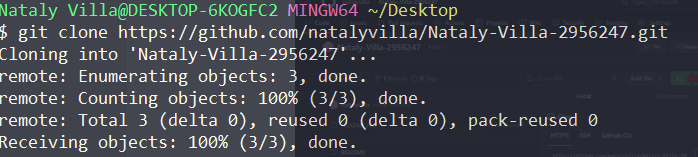 Nataly Villa@DESKTOP-6KOGFC2 MINGW64 ~/Desktop
$ git clone https://github.com/natalyvilla/Nataly-Villa-2956247.git
Cloning into 'Nataly-Villa-2956247'...
remote: Enumerating objects: 3, done.
remote: Counting objects: 100% (3/3), done.
remote: Total 3 (delta 0), reused 0 (delta 0), pack-reused 0
Receiving objects: 100% (3/3), done.